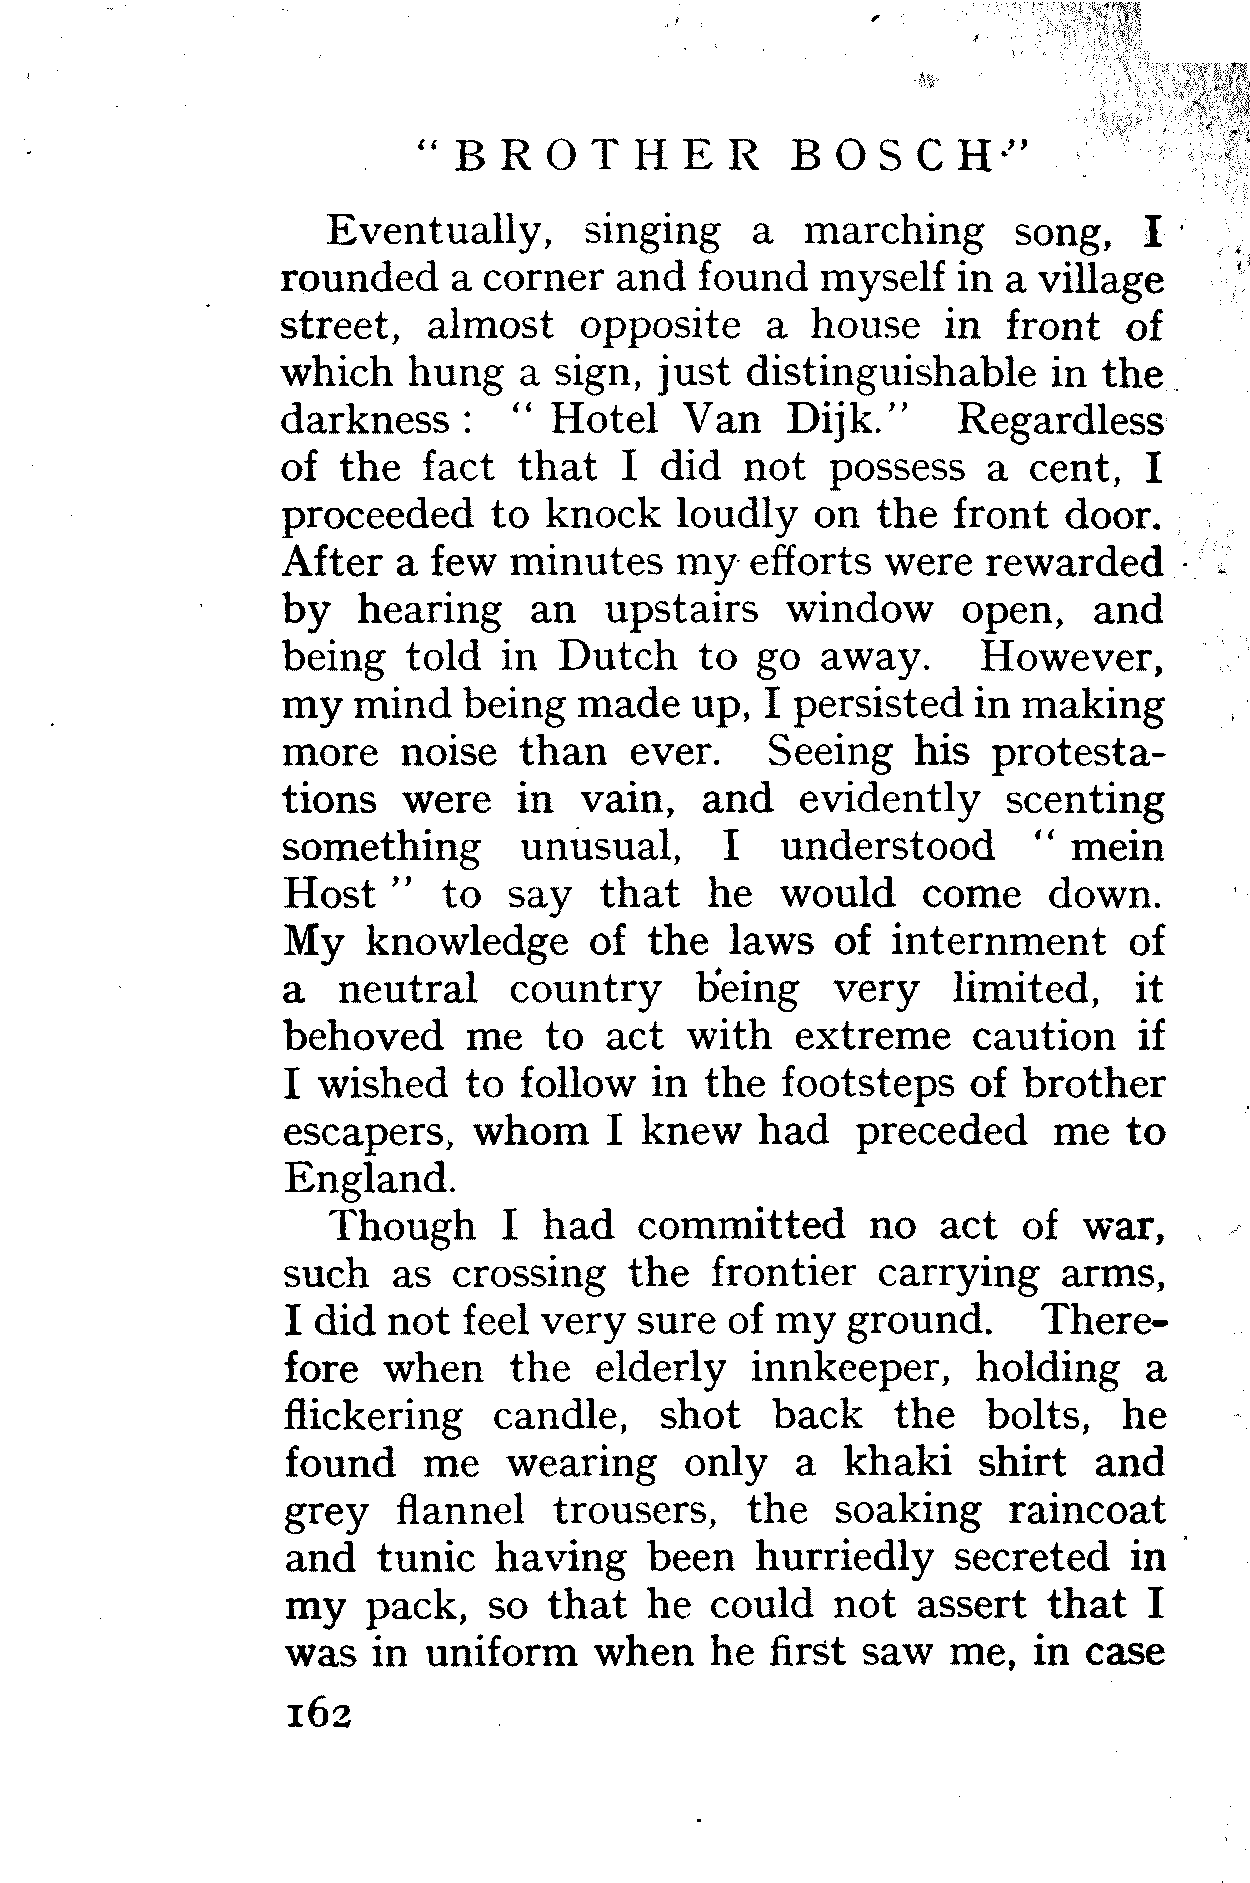 " BROTHER BOSCH "
Eventually, singing a marching song, I
rounded a corner and found myself in a village
street, almost opposite a house in front of
which hung a sign, just distinguishable in the
darkness : " Hotel Van Dijk." Regardless
of the fact that I did not possess a cent, I
proceeded to knock loudly on the front door.
After a few minutes my efforts were rewarded
by hearing an upstairs window open, and
being told in Dutch to go away. However,
my mind being made up, I persisted in making
more noise than ever. Seeing his protesta-
tions were in vain, and evidently scenting
something unusual, I understood " mein
Host " to say that he would come down.
My knowledge of the laws of internment of
a neutral country being very limited, it
behoved me to act with extreme caution if
I wished to follow in the footsteps of brother
escapers, whom I knew had preceded me to
England.
Though I had committed no act of war,
such as crossing the frontier carrying arms,
I did not feel very sure of my ground. There-
fore when the elderly innkeeper, holding a
flickering candle, shot back the bolts, he
found me wearing only a khaki shirt and
grey flannel trousers, the soaking raincoat
and tunic having been hurriedly secreted in
my pack, so that he could not assert that I
was in uniform when he first saw me, in case
162